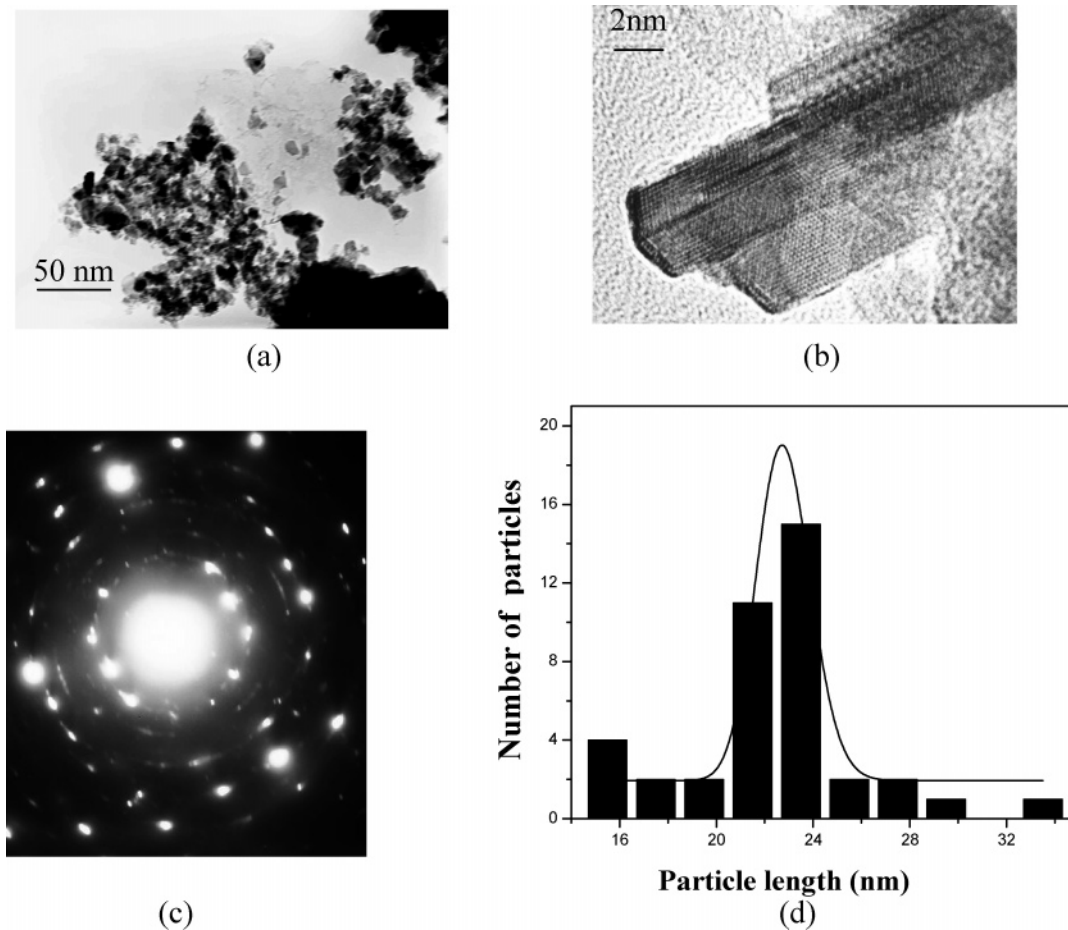 50 nm
(a)
2nm
(b)
(c)
20
16
12
8
4
0
Number of particles
16 20 24 28 32
Particle length (nm)
(d)